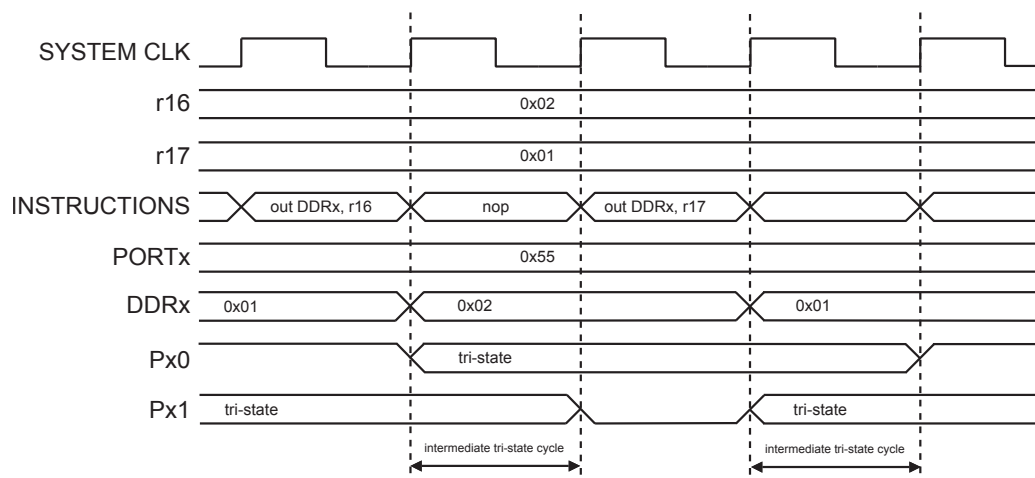 SYSTEM CLK
r16 0x02
r17 0x01
INSTRUCTIONS out DDRx, r16 nop out DDRx, r17
PORTx 0x55
DDRx 0x01 0x02 0x01
Px0 tri-state
Px1 tri-state tri-state
intermediate tri-state cycle intermediate tri-state cycle